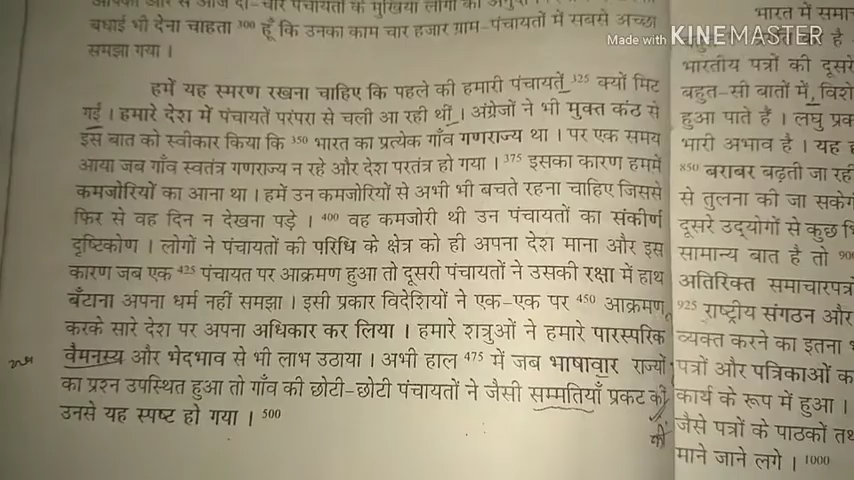 बधाई भी देना चाहता 300 हूँ कि उनका काम चार हजार ग्राम-पंचायतों में सबसे अच्छा
समझा गया ।
हमें यह स्मरण रखना चाहिए कि पहले की हमारी पंचायतें 325 क्यों मिट
गईं । हमारे देश में पंचायतें परंपरा से चली आ रही थीं । अंग्रेजों ने भी मुक्त कंठ से
इस बात को स्वीकार किया कि 350 भारत का प्रत्येक गाँव गणराज्य था । पर एक समय
आया जब गाँव स्वतंत्र गणराज्य न रहे और देश परतंत्र हो गया । 375 इसका कारण हममें
कमजोरियों का आना था । हमें उन कमजोरियों से अभी भी बचते रहना चाहिए जिससे
फिर से वह दिन न देखना पड़े । 400 वह कमजोरी थी उन पंचायतों का संकीर्ण
दृष्टिकोण । लोगों ने पंचायतों की परिधि के क्षेत्र को ही अपना देश माना और इस
कारण जब एक 425 पंचायत पर आक्रमण हुआ तो दूसरी पंचायतों ने उसकी रक्षा में हाथ
बँटाना अपना धर्म नहीं समझा । इसी प्रकार विदेशियों ने एक-एक पर 450 आक्रमण
करके सारे देश पर अपना अधिकार कर लिया । हमारे शत्रुओं ने हमारे पारस्परिक
वैमनस्य और भेदभाव से भी लाभ उठाया । अभी हाल 475 में जब भाषावार राज्यों
का प्रश्न उपस्थित हुआ तो गाँव की छोटी-छोटी पंचायतों ने जैसी सम्मतियाँ प्रकट कीं
की
उनसे यह स्पष्ट हो गया । 500
भारत में
भारतीय पत्रों की दूसरे
बहुत-सी बातों में, विशे
हुआ पाते हैं । लघु
भारी अभाव है । यह
850 बराबर बढ़ती जा रही
से तुलना की जा सकेगी
दूसरे उद्योगों से कुछ
सामान्य बात है तो 900
अतिरिक्त समाचारपत्रों
925 राष्ट्रीय संगठन और
व्यक्त करने का इतना
पत्रों और पत्रिकाओं
कार्य के रूप में हुआ ।
जैसे पत्रों के पाठकों
माने जाने लगे । 1000
Made with KINEMASTER